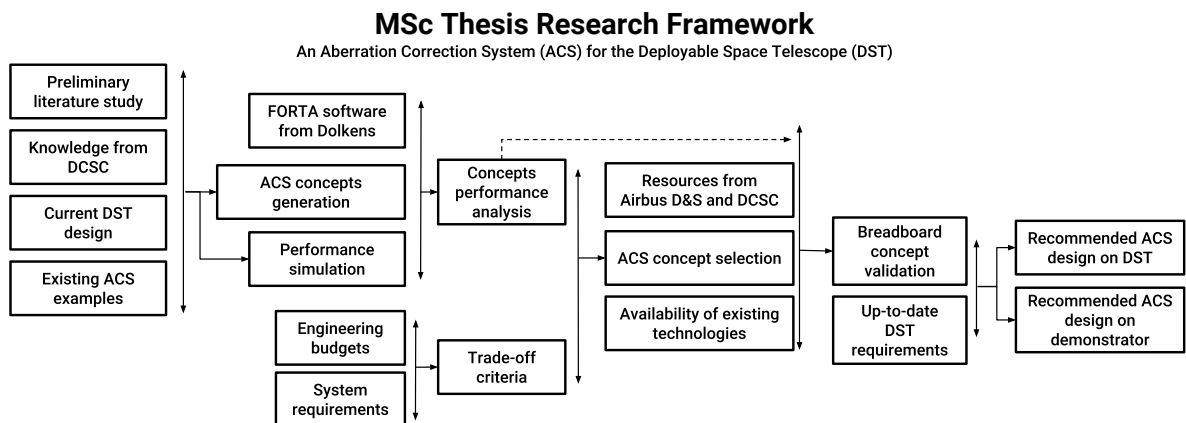 MSc Thesis Research Framework
An Aberration Correction System (ACS) for the Deployable Space Telescope (DST)
Preliminary
literature study
Knowledge from
DCSC
Current DST
design
Existing ACS
examples
FORTA software
from Dolkens
ACS concepts
generation
Performance
simulation
Engineering
budgets
System
requirements
Concepts
performance
analysis
Trade-off
criteria
Resources from
Airbus D&S and DCSC
ACS concept selection
Availability of existing
technologies
Breadboard
concept
validation
Up-to-date
DST
requirements
Recommended ACS
design on DST
Recommended ACS
design on
demonstrator